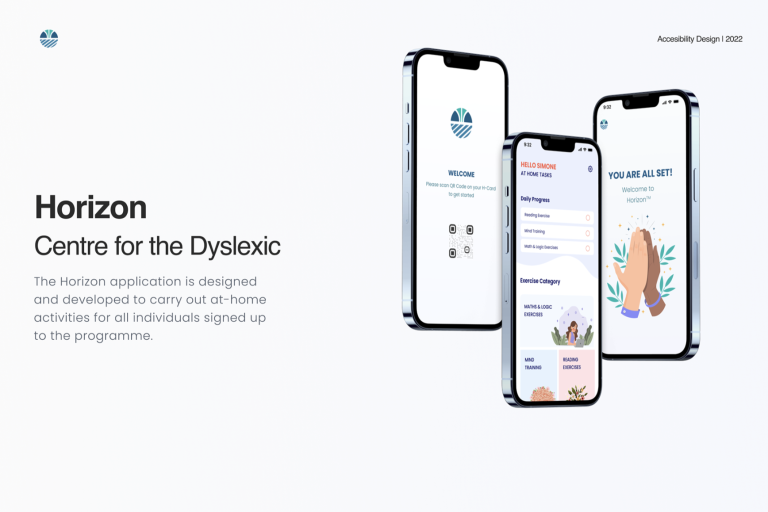 Accesibility Design | 2022
Horizon
Centre for the Dyslexic
The Horizon application is designed
and developed to carry out at-home
activities for all individuals signed up
to the programme.
WELCOME
Please scan QR Code on your H-Card
to get started
9:32
HELLO SIMONE
AT HOME TASKS
Daily Progress
Reading Exercise
Mind Training
Math & Logic Exercises
Exercise Category
MATHS & LOGIC
EXERCISES
MIND
TRAINING
READING
EXERCISES
9:32
YOU ARE ALL SET!
Welcome to
Horizon™